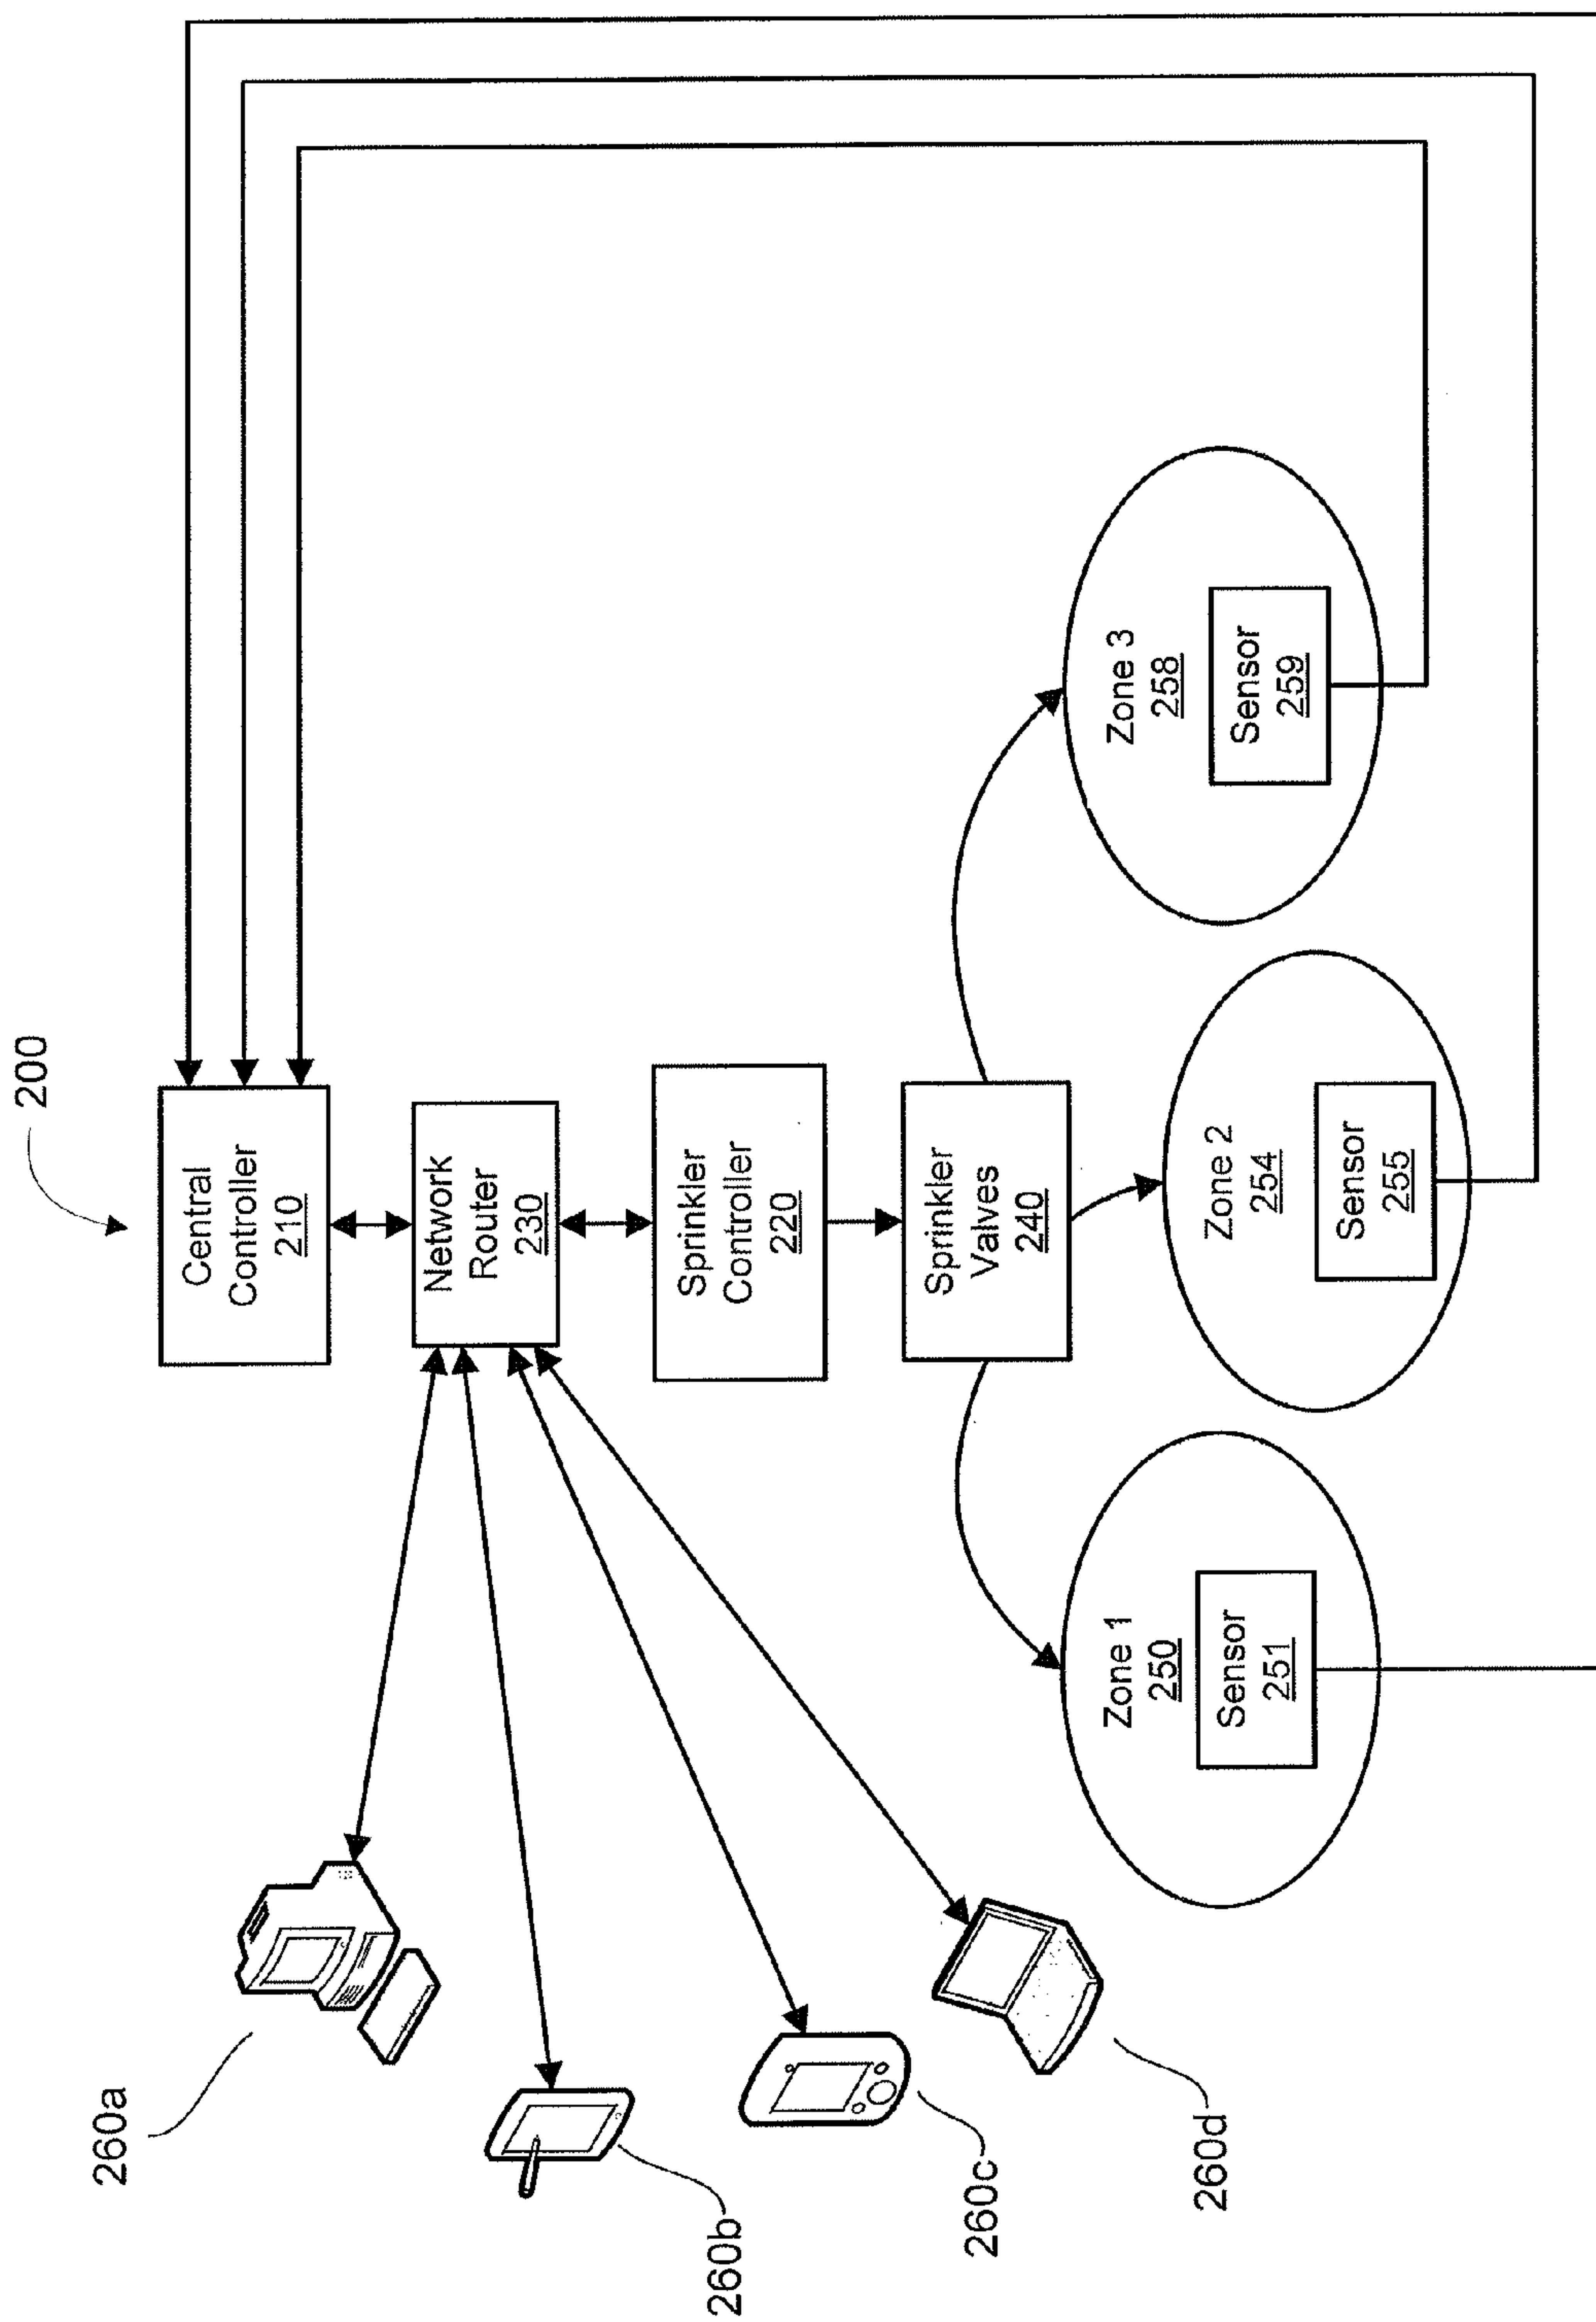 200
Central
Controller
210
Network
Router
230
Sprinkler
Controller
220
Sprinkler
Valves
240
Zone 1
250
Sensor
251
Zone 2
254
Sensor
255
Zone 3
258
Sensor
259
260a
260b
260c
260d